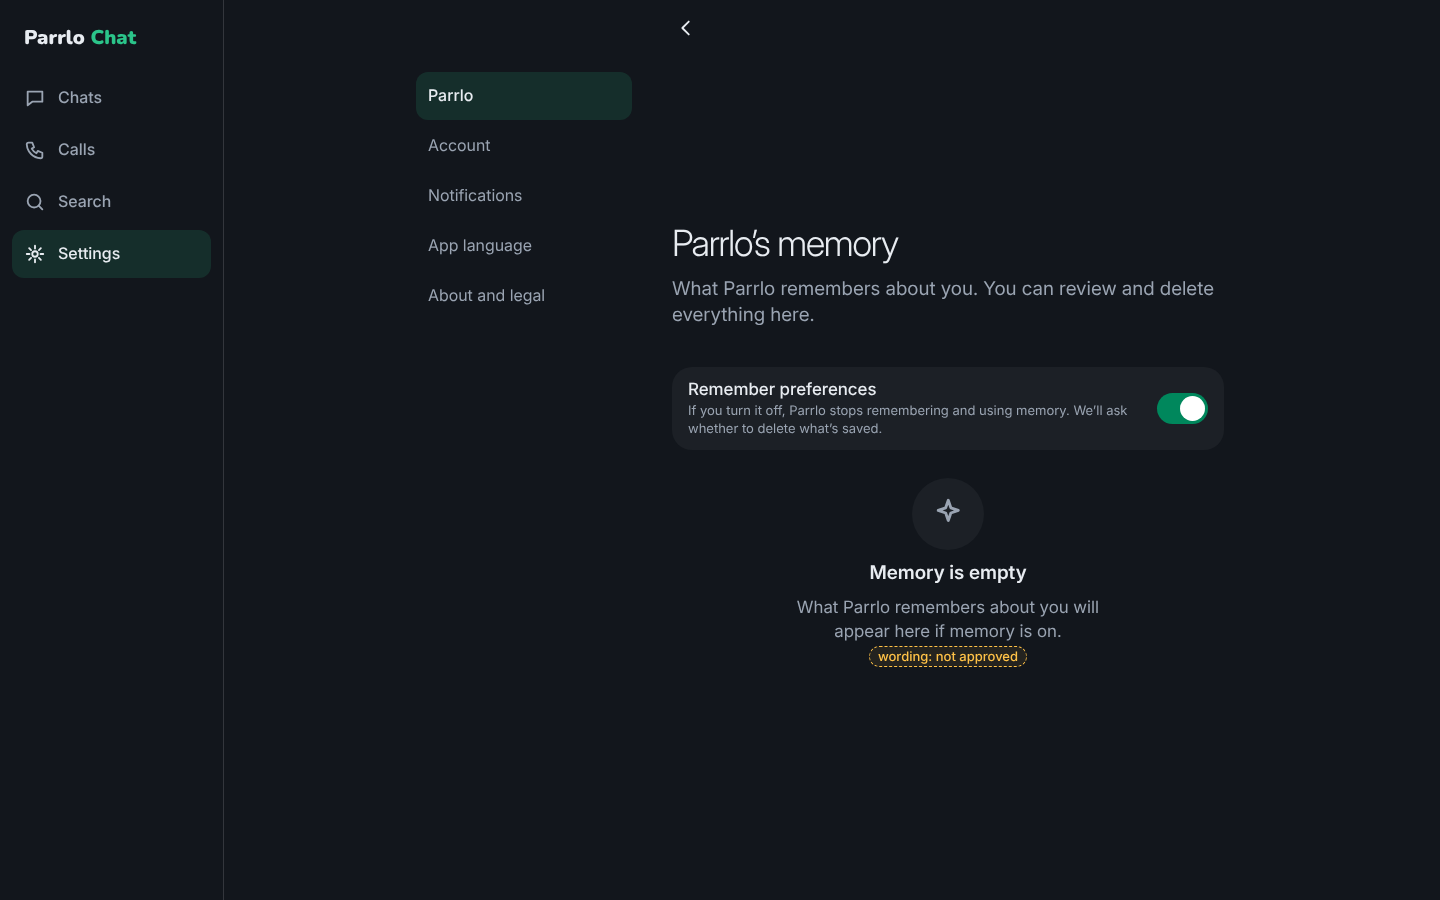 Parrlo Chat
Chats
Calls
Search
Settings
Parrlo
Account
Notifications
App language
About and legal
Parrlo’s memory
What Parrlo remembers about you. You can review and delete
everything here.
Remember preferences
If you turn it off, Parrlo stops remembering and using memory. We’ll ask
whether to delete what’s saved.
Memory is empty
What Parrlo remembers about you will
appear here if memory is on.
wording: not approved